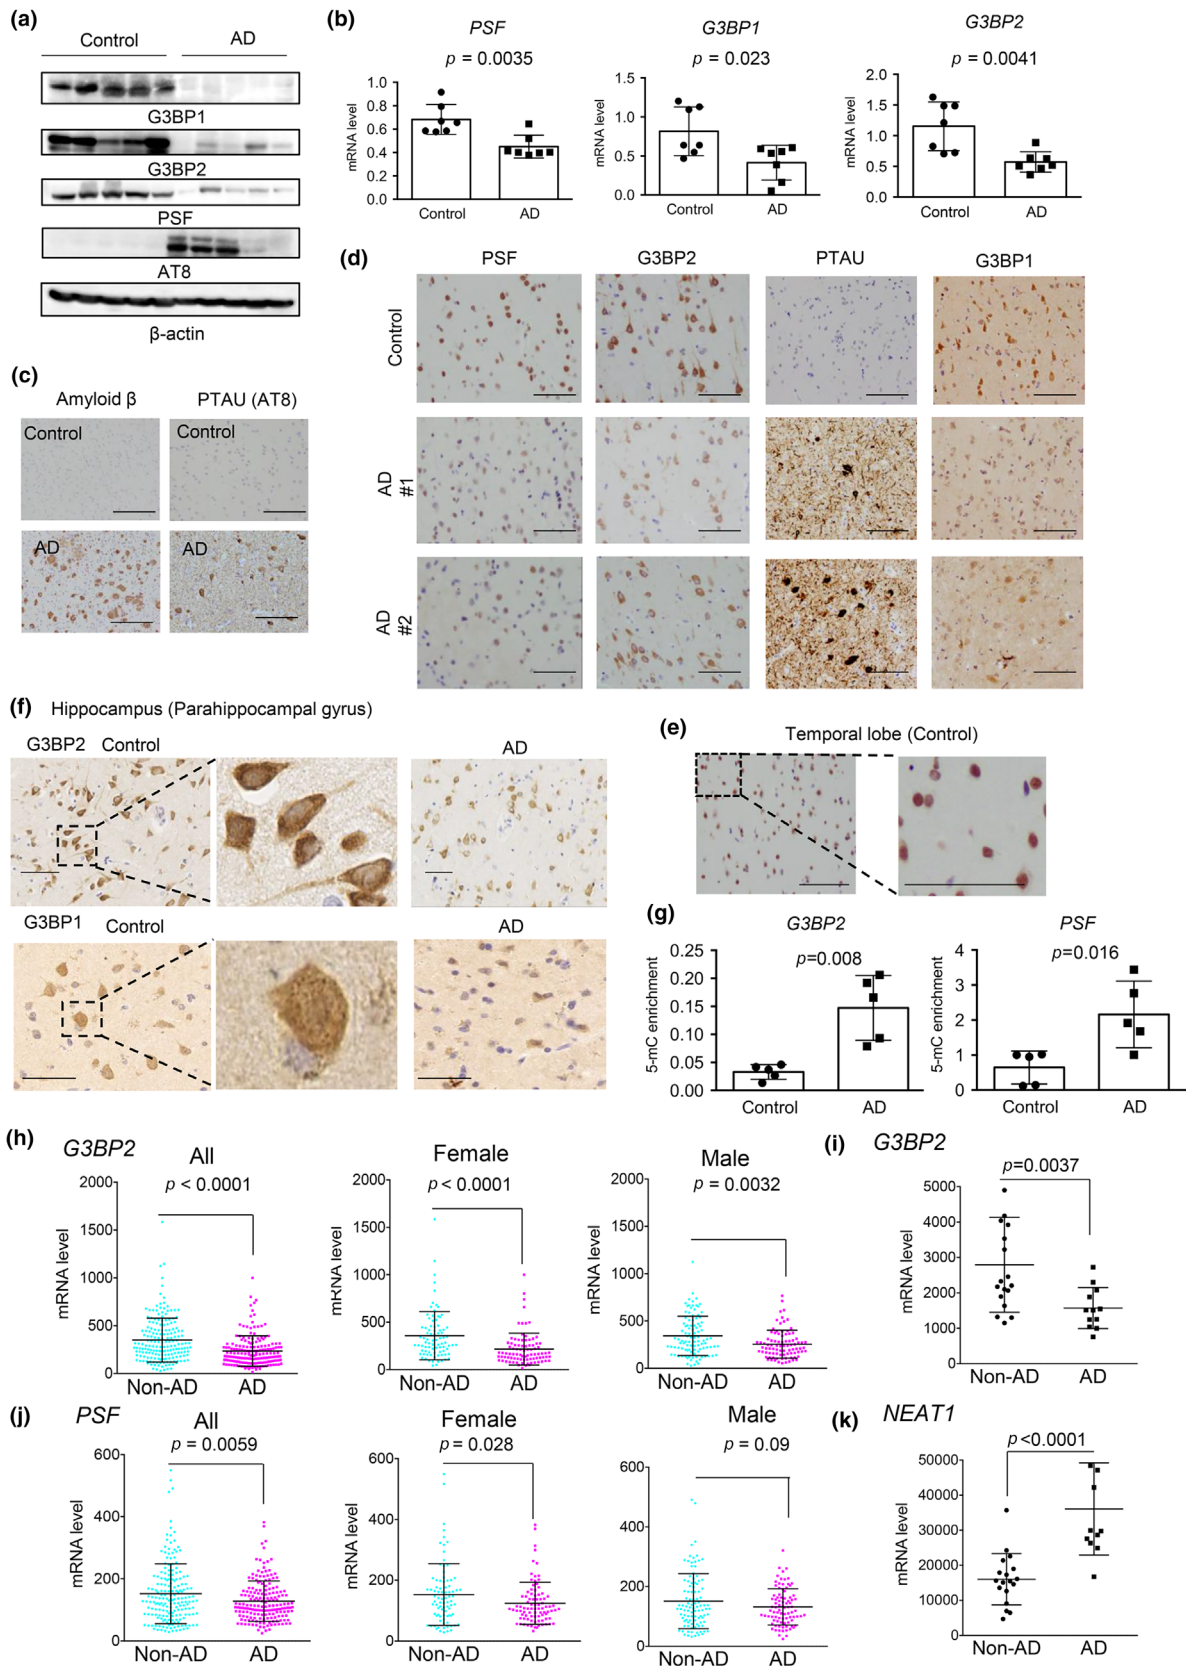 (a)
Control AD
G3BP1
G3BP2
PSF
AT8
β-actin
(b)
PSF
p = 0.0035
mRNA level
1.0
0.8
0.6
0.4
0.2
0.0
Control AD
G3BP1
p = 0.023
mRNA level
1.5
1.0
0.5
0.0
Control AD
G3BP2
p = 0.0041
mRNA level
2.0
1.5
1.0
0.5
0.0
Control AD
(c)
Amyloid β PTAU (AT8)
Control Control
AD AD
(d)
PSF G3BP2 PTAU G3BP1
Control
AD
#1
AD
#2
(f) Hippocampus (Parahippocampal gyrus)
G3BP2 Control AD
G3BP1 Control AD
(e)
Temporal lobe (Control)
(g)
G3BP2
p=0.008
5-mC enrichment
0.25
0.20
0.15
0.10
0.05
0.00
Control AD
PSF
p=0.016
5-mC enrichment
4
3
2
1
0
Control AD
(h)
G3BP2
All
p < 0.0001
mRNA level
2000
1500
1000
500
0
Non-AD AD
Female
p < 0.0001
mRNA level
2000
1500
1000
500
0
Non-AD AD
Male
p = 0.0032
mRNA level
2000
1500
1000
500
0
Non-AD AD
(i)
G3BP2
p=0.0037
mRNA level
5000
4000
3000
2000
1000
0
Non-AD AD
(j)
PSF
All
p = 0.0059
mRNA level
600
400
200
0
Non-AD AD
Female
p = 0.028
mRNA level
600
400
200
0
Non-AD AD
Male
p = 0.09
mRNA level
600
400
200
0
Non-AD AD
(k)
NEAT1
p <0.0001
mRNA level
50000
40000
30000
20000
10000
0
Non-AD AD